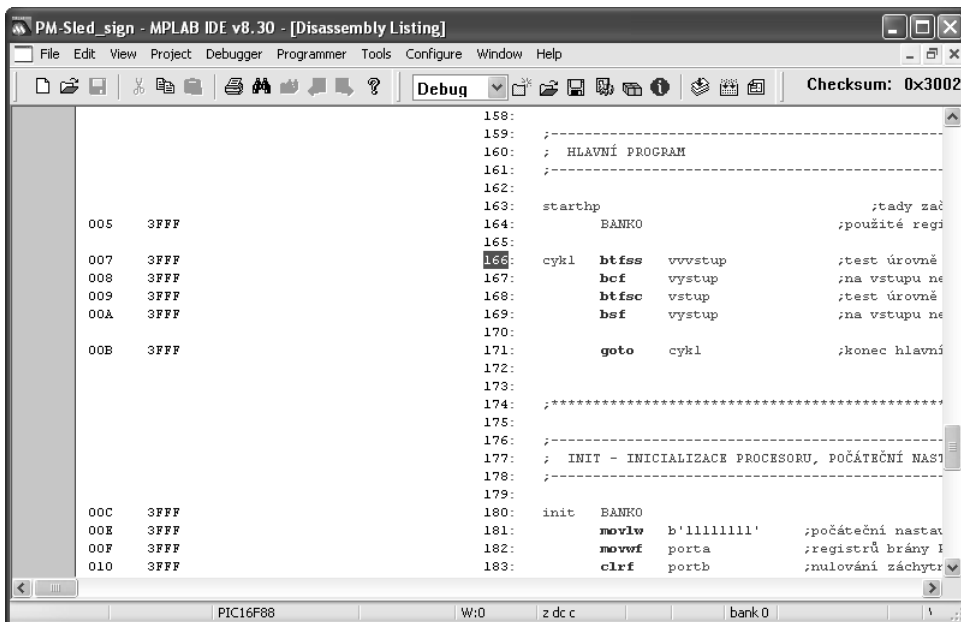 PM-Sled_sign - MPLAB IDE v8.30 - [Disassembly Listing]
File Edit View Project Debugger Programmer Tools Configure Window Help
Debug Checksum: 0x3002
158:
159: ;-----------------------------------------------
160: ; HLAVNÍ PROGRAM
161: ;-----------------------------------------------
162:
163: starthp ;tady zač
005 3FFF 164: BANK0 ;použité regi
165:
007 3FFF 166: cykl btfss vvvstup ;test úrovně
008 3FFF 167: bcf vystup ;na vstupu ne
009 3FFF 168: btfsc vstup ;test úrovně
00A 3FFF 169: bsf vystup ;na vstupu ne
170:
00B 3FFF 171: goto cykl ;konec hlavní
172:
173:
174: ;***********************************************
175:
176: ;-----------------------------------------------
177: ; INIT - INICIALIZACE PROCESORU, POČÁTEČNÍ NAST
178: ;-----------------------------------------------
179:
00C 3FFF 180: init BANK0
00E 3FFF 181: movlw b'11111111' ;počáteční nastav
00F 3FFF 182: movwf porta ;registrů brány P
010 3FFF 183: clrf portb ;nulování záchytr
PIC16F88 W:0 z dc c bank 0